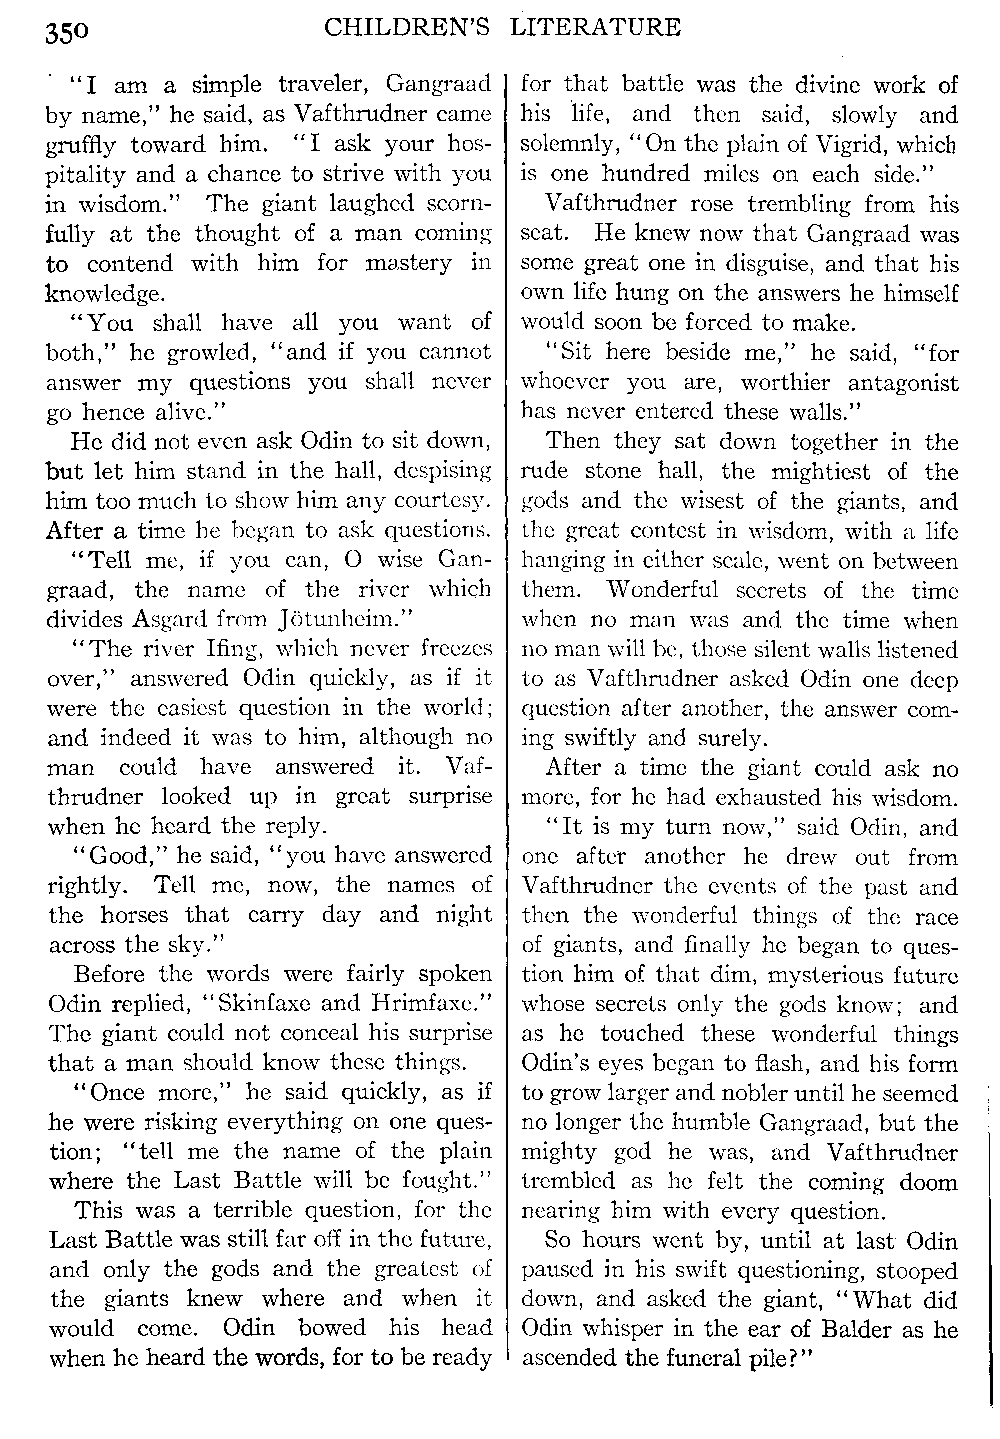 350
CHILDREN'S LITERATURE
"I am a simple traveler, Gangraad
by name," he said, as Vafthrudner came
gruffly toward him. "I ask your hos-
pitality and a chance to strive with you
in wisdom." The giant laughed scorn-
fully at the thought of a man coming
to contend with him for mastery in
knowledge.
"You shall have all you want of
both," he growled, "and if you cannot
answer my questions you shall never
go hence alive."
He did not even ask Odin to sit down,
but let him stand in the hall, despising
him too much to show him any courtesy.
After a time he began to ask questions.
"Tell me, if you can, O wise Gan-
graad, the name of the river which
divides Asgard from Jötunheim."
"The river Ifing, which never freezes
over," answered Odin quickly, as if it
were the easiest question in the world;
and indeed it was to him, although no
man could have answered it. Vaf-
thrudner looked up in great surprise
when he heard the reply.
"Good," he said, "you have answered
rightly. Tell me, now, the names of
the horses that carry day and night
across the sky."
Before the words were fairly spoken
Odin replied, "Skinfaxe and Hrimfaxe."
The giant could not conceal his surprise
that a man should know these things.
"Once more," he said quickly, as if
he were risking everything on one ques-
tion; "tell me the name of the plain
where the Last Battle will be fought."
This was a terrible question, for the
Last Battle was still far off in the future,
and only the gods and the greatest of
the giants knew where and when it
would come. Odin bowed his head
when he heard the words, for to be ready
for that battle was the divine work of
his life, and then said, slowly and
solemnly, "On the plain of Vigrid, which
is one hundred miles on each side."
Vafthrudner rose trembling from his
seat. He knew now that Gangraad was
some great one in disguise, and that his
own life hung on the answers he himself
would soon be forced to make.
"Sit here beside me," he said, "for
whoever you are, worthier antagonist
has never entered these walls."
Then they sat down together in the
rude stone hall, the mightiest of the
gods and the wisest of the giants, and
the great contest in wisdom, with a life
hanging in either scale, went on between
them. Wonderful secrets of the time
when no man was and the time when
no man will be, those silent walls listened
to as Vafthrudner asked Odin one deep
question after another, the answer com-
ing swiftly and surely.
After a time the giant could ask no
more, for he had exhausted his wisdom.
"It is my turn now," said Odin, and
one after another he drew out from
Vafthrudner the events of the past and
then the wonderful things of the race
of giants, and finally he began to ques-
tion him of that dim, mysterious future
whose secrets only the gods know; and
as he touched these wonderful things
Odin's eyes began to flash, and his form
to grow larger and nobler until he seemed
no longer the humble Gangraad, but the
mighty god he was, and Vafthrudner
trembled as he felt the coming doom
nearing him with every question.
So hours went by, until at last Odin
paused in his swift questioning, stooped
down, and asked the giant, "What did
Odin whisper in the ear of Balder as he
ascended the funeral pile?"